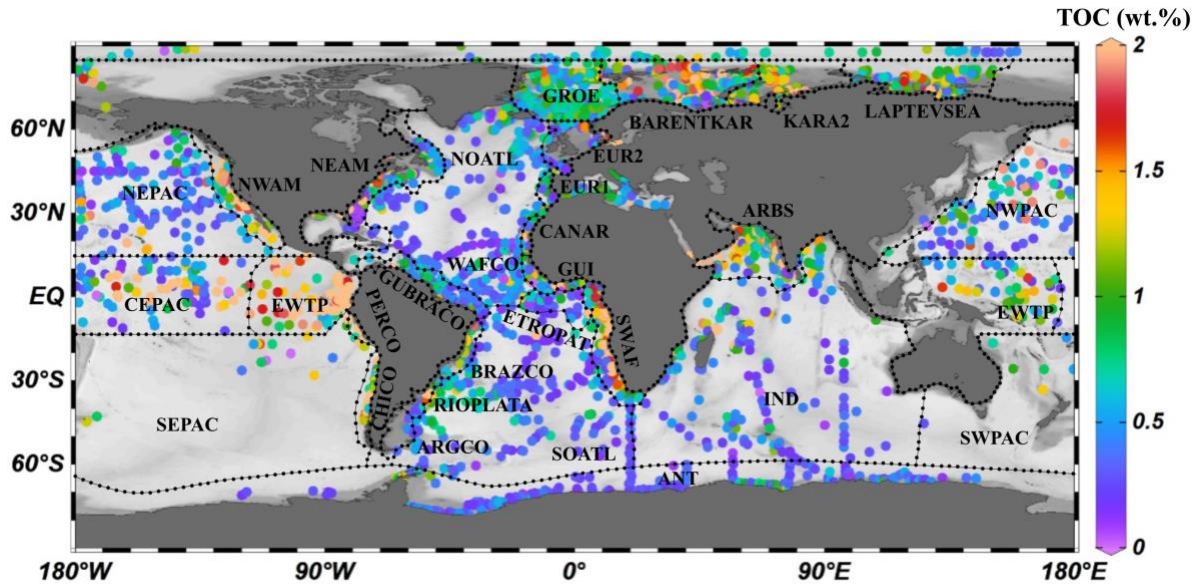 TOC (wt.%)
2
1.5
1
0.5
0
60°N
30°N
EQ
30°S
60°S
180°W
90°W
0°
90°E
180°E
GROE
BARENTKAR
KARA2
LAPTEVSEA
NEAM
NOATL
EUR2
NEPAC
NWAM
EUR1
NWPAC
CANAR
ARBS
WAFCO
GUI
GUBRACO
CEPAC
EWTP
PERCO
ETROPAT
SWAF
EWTP
BRAZCO
CHICO
RIOPLATA
IND
SEPAC
ARGCO
SOATL
SWPAC
ANT